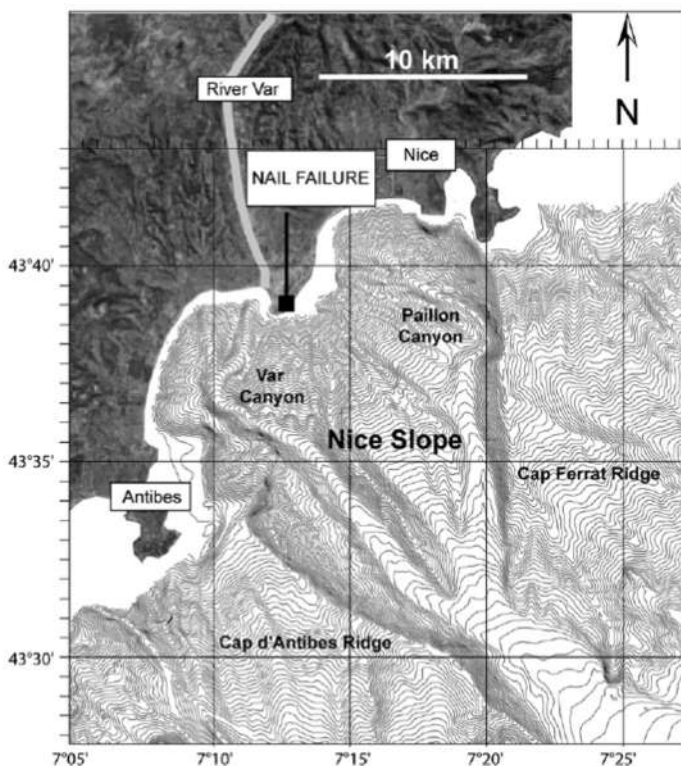 10 km
River Var
N
Nice
NAIL FAILURE
43°40'
Paillon
Canyon
Var
Canyon
Nice Slope
43°35'
Cap Ferrat Ridge
Antibes
Cap d'Antibes Ridge
43°30'
7°05'
7°10'
7°15'
7°20'
7°25'